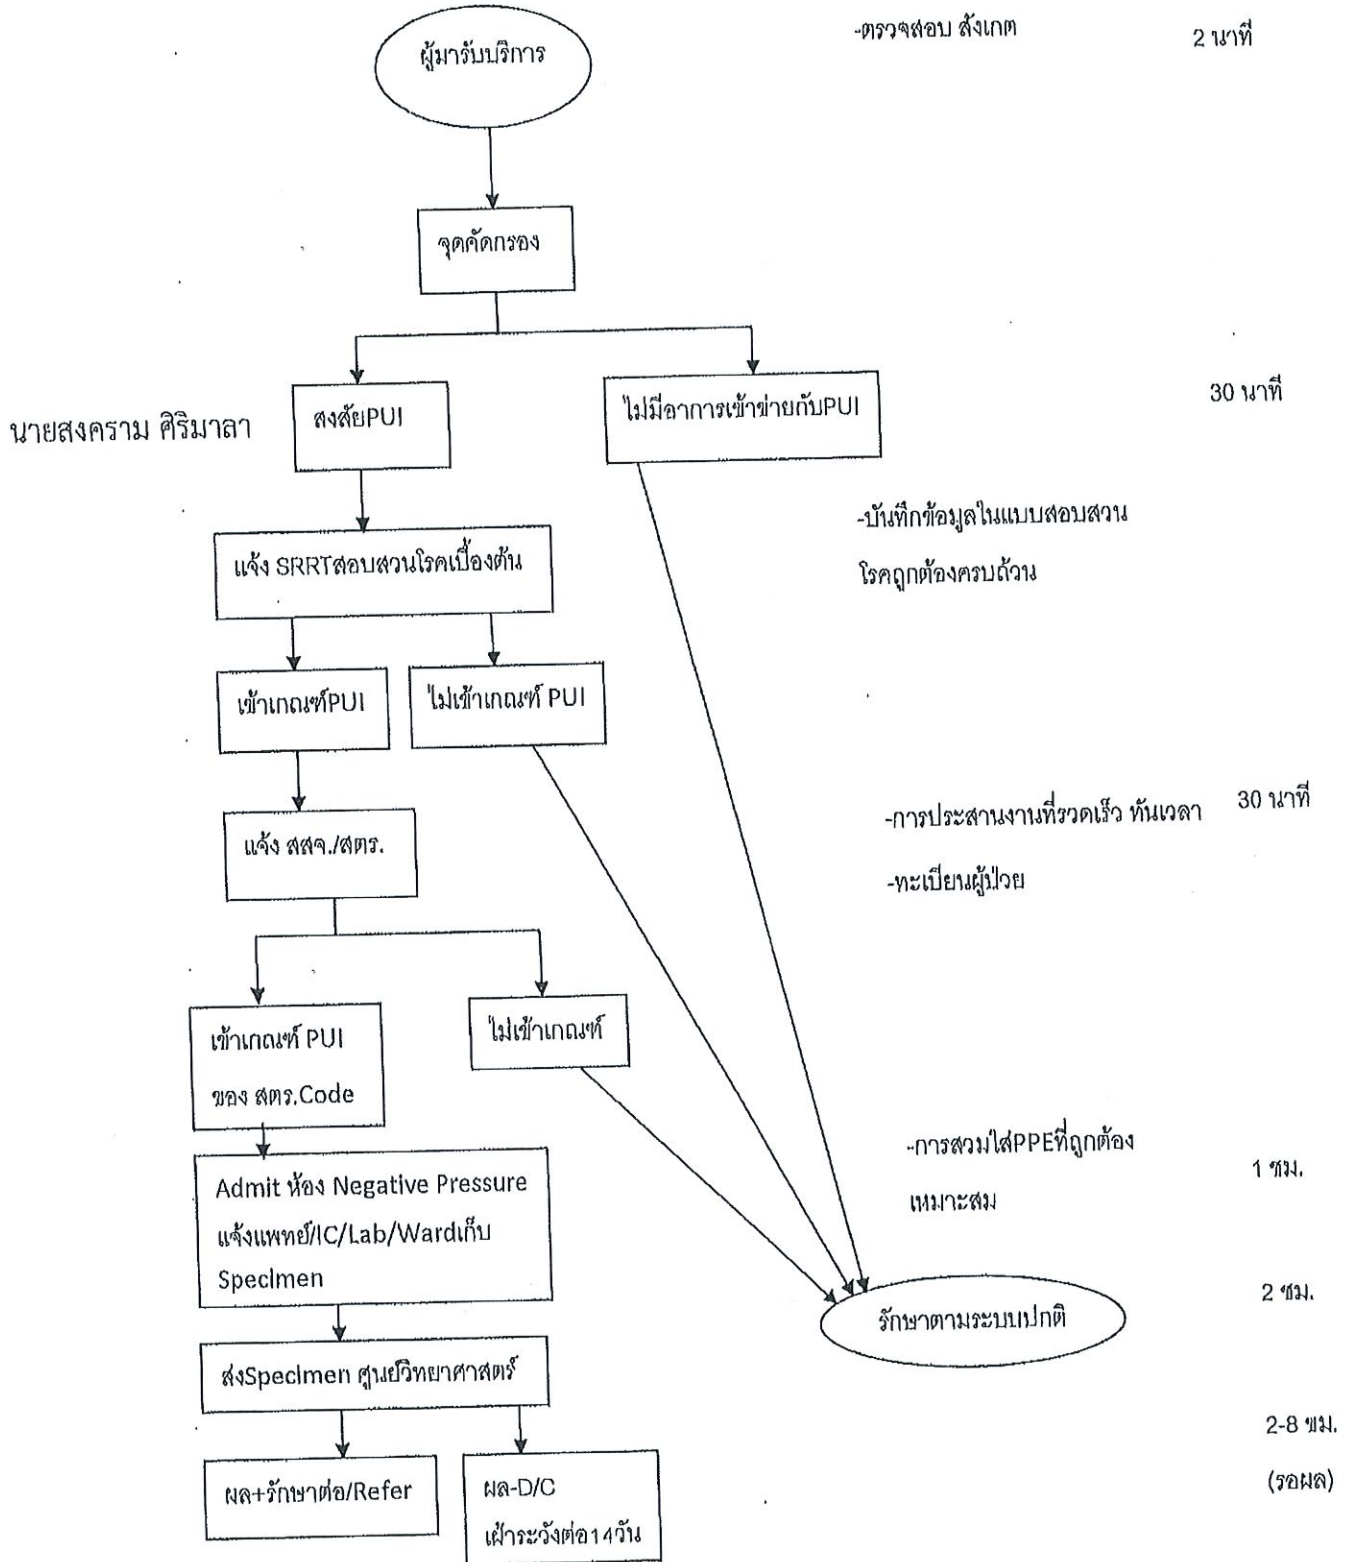 ผู้มารับบริการ
-ตรวจสอบ สังเกต
2 นาที
จุดคัดกรอง
นายสงคราม ศิริมาลา
สงสัยPUI
ไม่มีอาการเข้าข่ายกับPUI
30 นาที
แจ้ง SRRTสอบสวนโรคเบื้องต้น
-บันทึกข้อมูลในแบบสอบสวน
โรคถูกต้องครบถ้วน
เข้าเกณฑ์PUI
ไม่เข้าเกณฑ์ PUI
แจ้ง สสจ./สตร.
-การประสานงานที่รวดเร็ว ทันเวลา
30 นาที
-ทะเบียนผู้ป่วย
เข้าเกณฑ์ PUI
ของ สตร.Code
ไม่เข้าเกณฑ์
-การสวมใส่PPEที่ถูกต้อง
เหมาะสม
1 ชม.
Admit ห้อง Negative Pressure
แจ้งแพทย์/IC/Lab/Wardเก็บ
Specimen
2 ชม.
รักษาตามระบบปกติ
ส่งSpecimen ศูนย์วิทยาศาสตร์
ผล+รักษาต่อ/Refer
ผล-D/C
เฝ้าระวังต่อ14วัน
2-8 ชม.
(รอผล)